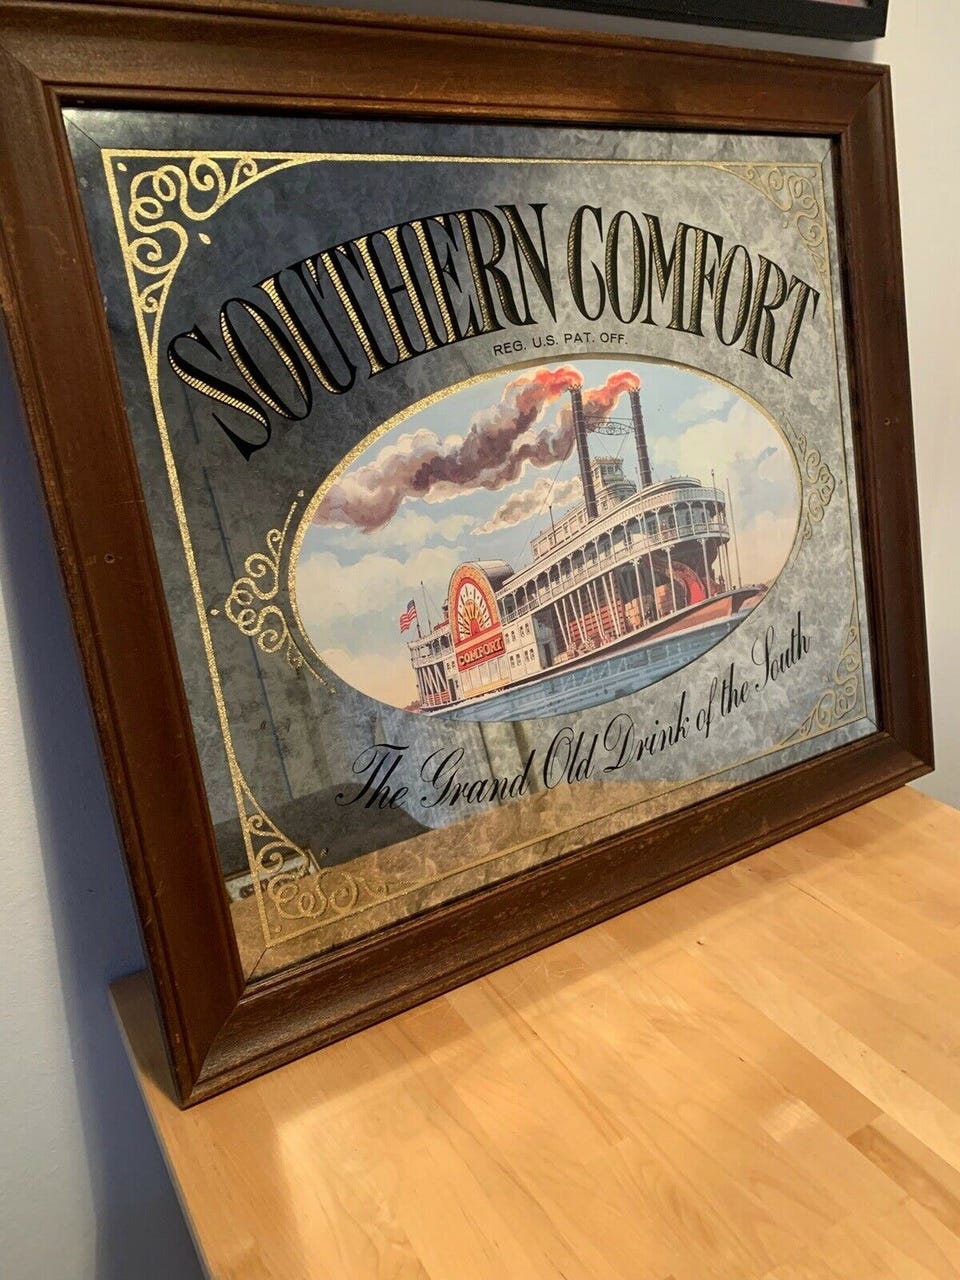 SOUTHERN COMFORT
REG. U.S. PAT. OFF.
COMFORT
The Grand Old Drink of the South